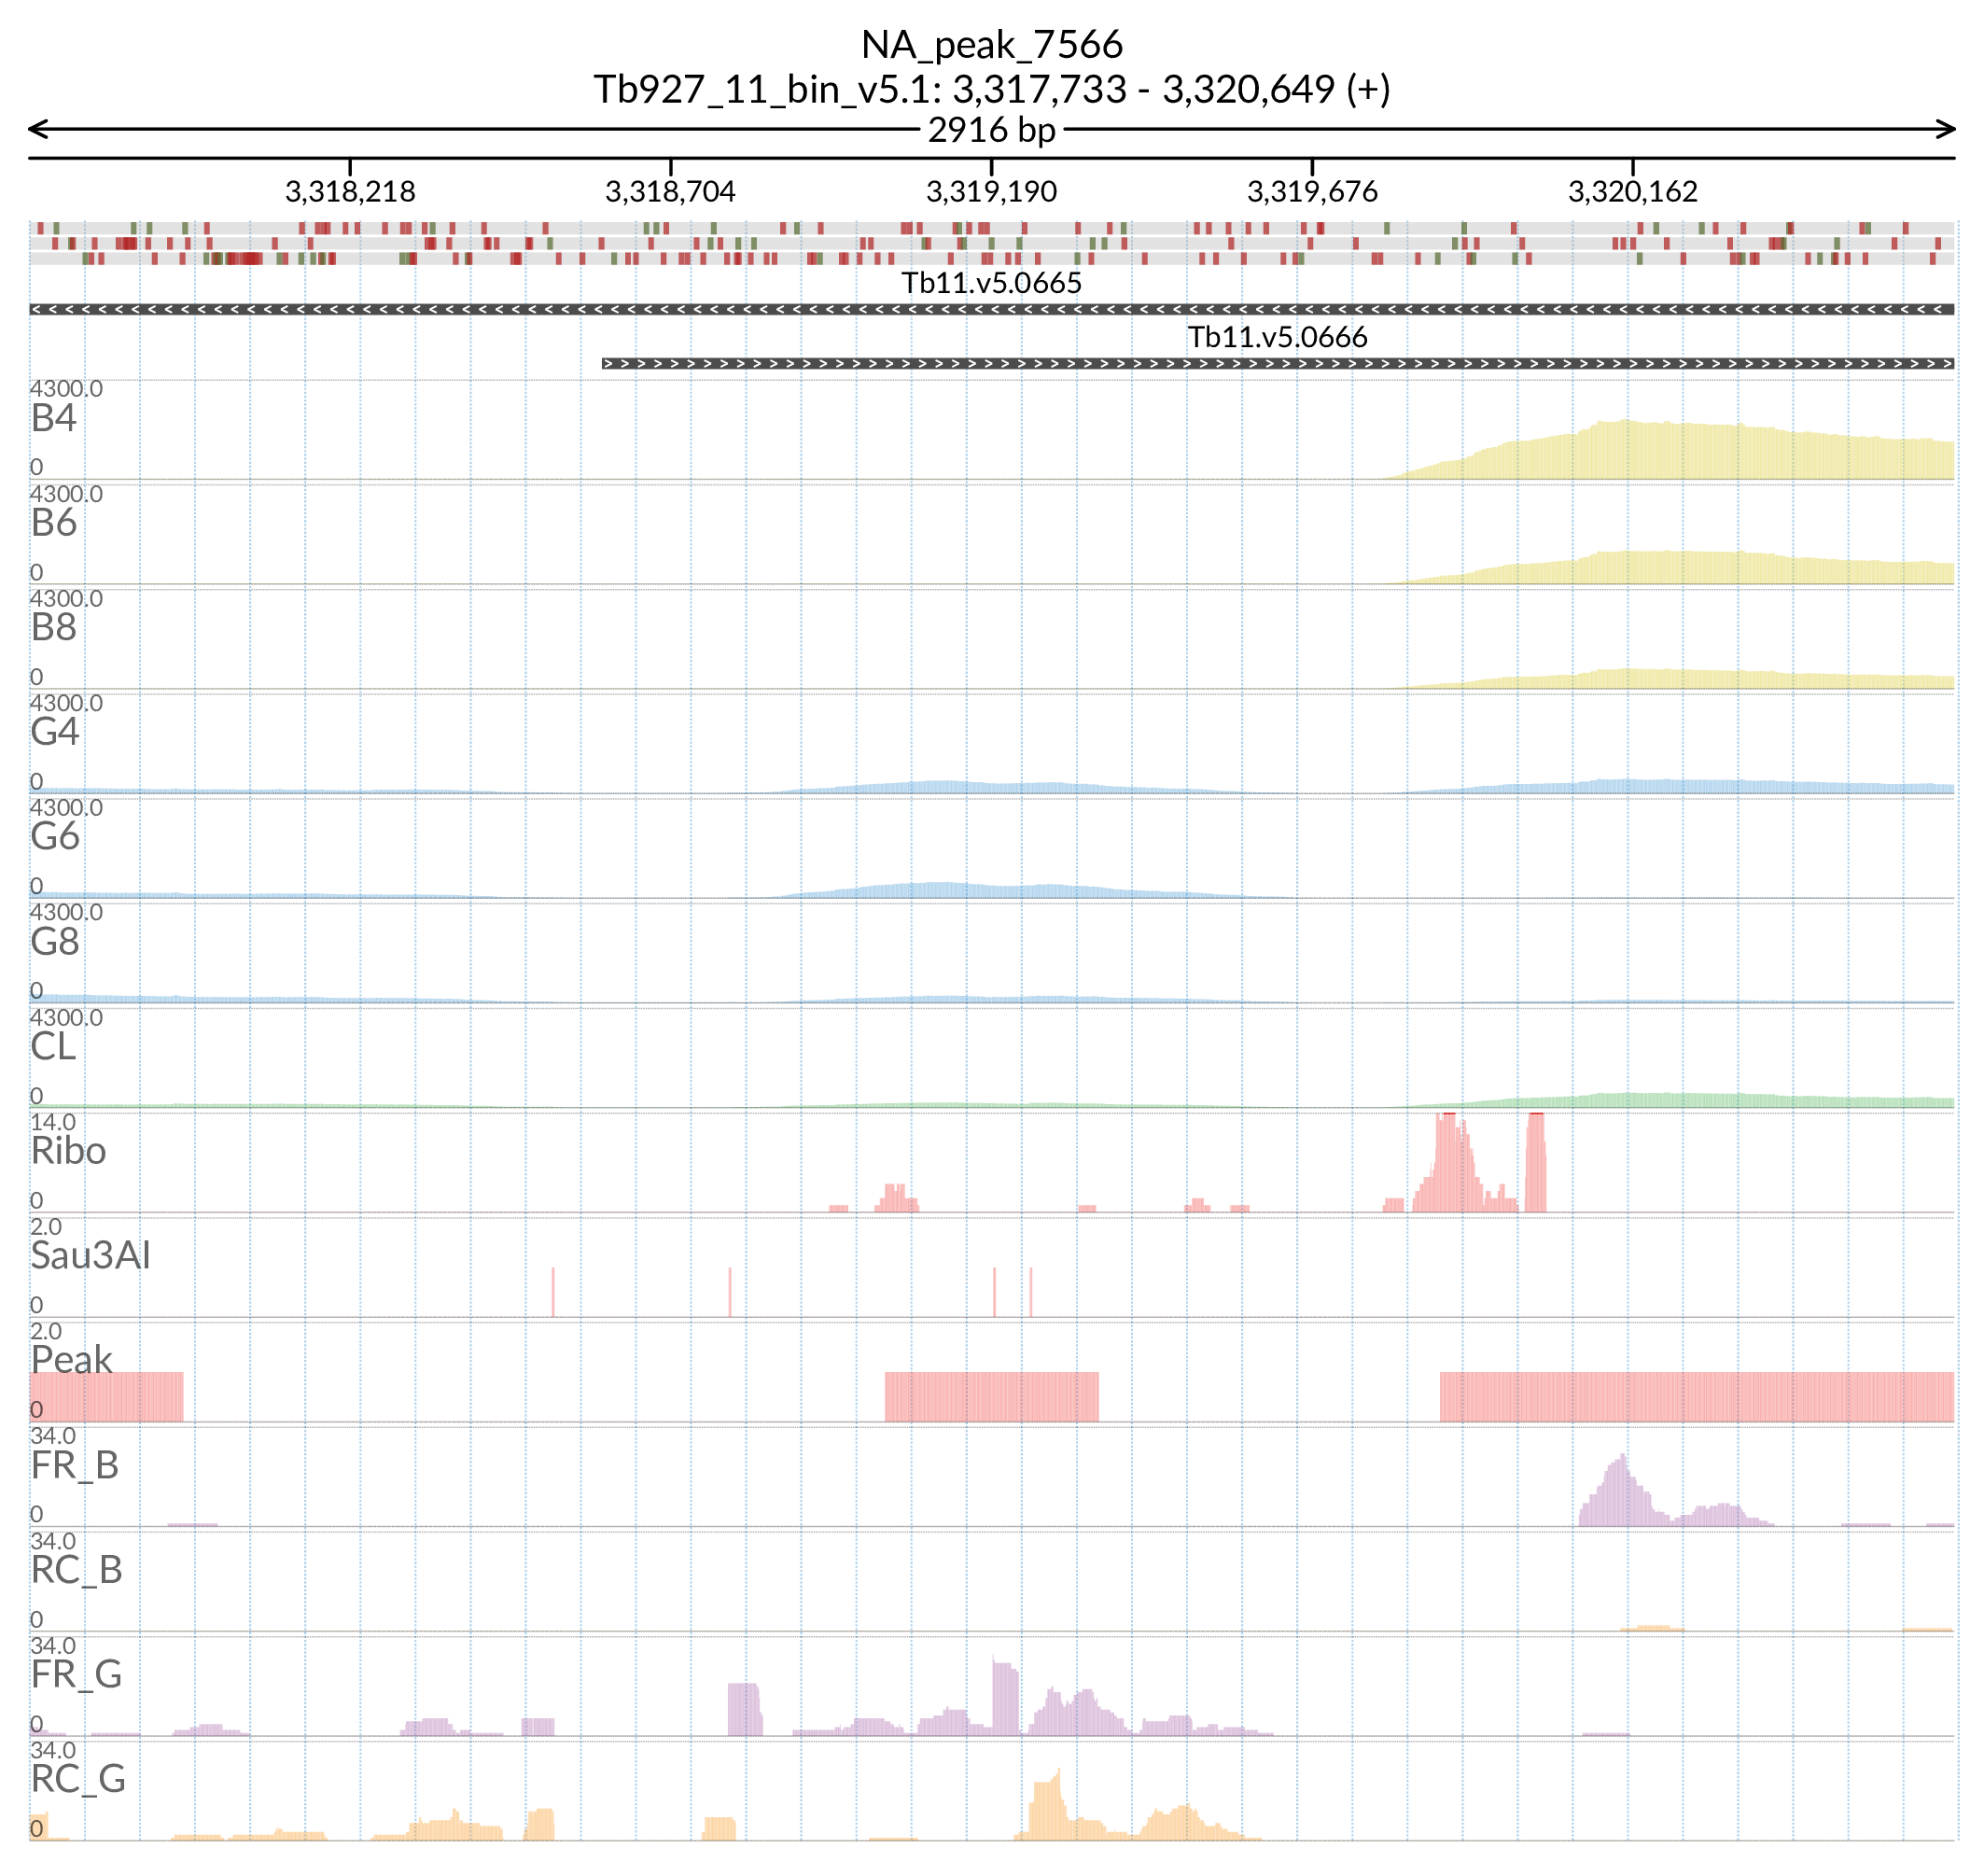 NA_peak_7566
Tb927_11_bin_v5.1: 3,317,733 - 3,320,649 (+)
2916 bp
3,318,218 3,318,704 3,319,190 3,319,676 3,320,162
Tb11.v5.0665
Tb11.v5.0666
4300.0
B4
0
4300.0
B6
0
4300.0
B8
0
4300.0
G4
0
4300.0
G6
0
4300.0
G8
0
4300.0
CL
0
14.0
Ribo
0
2.0
Sau3AI
0
2.0
Peak
0
34.0
FR_B
0
34.0
RC_B
0
34.0
FR_G
0
34.0
RC_G
0